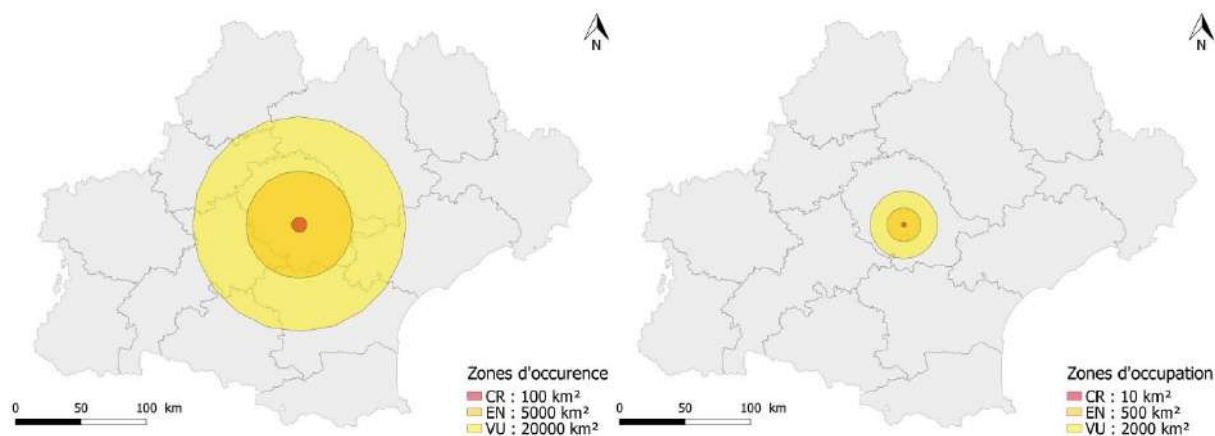 N
Zones d'occurence
CR : 100 km²
EN : 5000 km²
VU : 20000 km²
0 50 100 km
N
Zones d'occupation
CR : 10 km²
EN : 500 km²
VU : 2000 km²
0 50 100 km